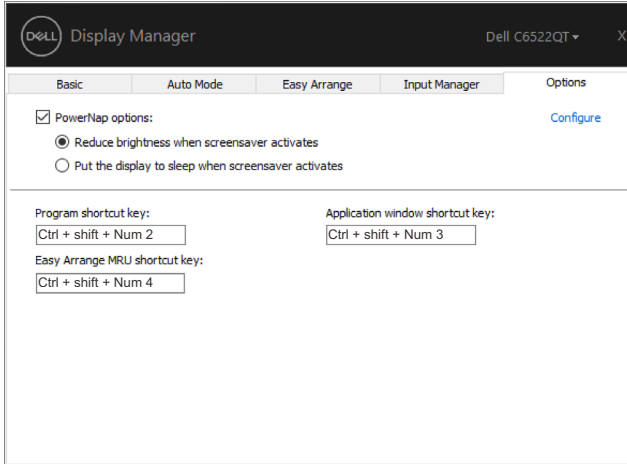 DELL Display Manager Dell C6522QT X
Basic Auto Mode Easy Arrange Input Manager Options
PowerNap options: Configure
Reduce brightness when screensaver activates
Put the display to sleep when screensaver activates
Program shortcut key: Application window shortcut key:
Ctrl + shift + Num 2 Ctrl + shift + Num 3
Easy Arrange MRU shortcut key:
Ctrl + shift + Num 4